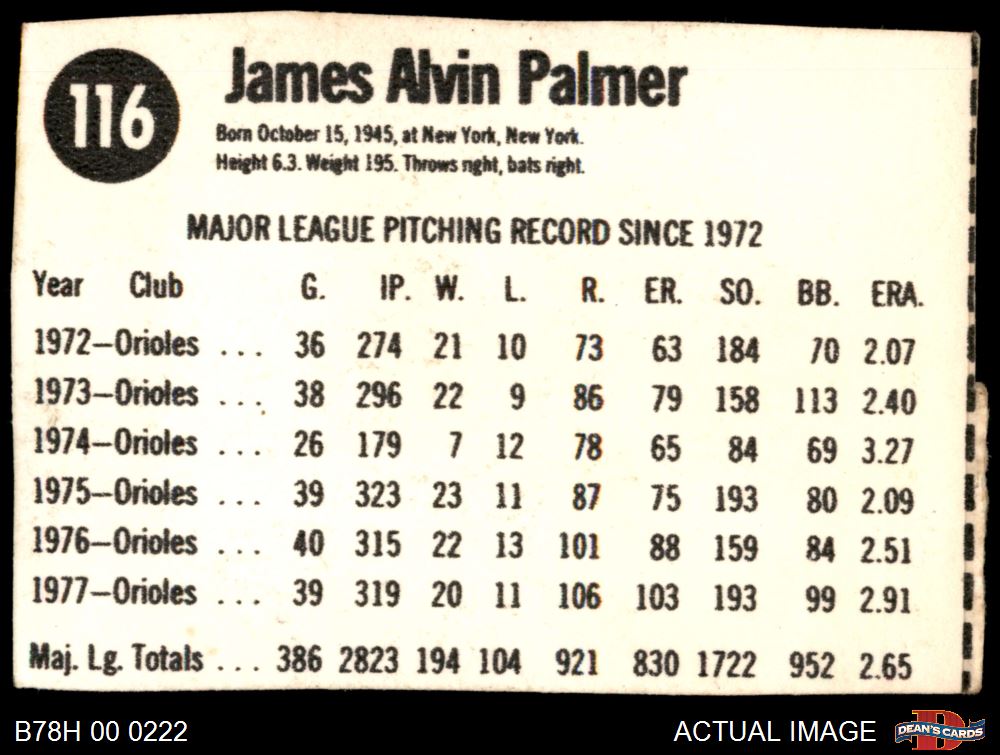 116
James Alvin Palmer
Born October 15, 1945, at New York, New York.
Height 6.3. Weight 195. Throws right, bats right.
MAJOR LEAGUE PITCHING RECORD SINCE 1972
Year Club G. IP. W. L. R. ER. SO. BB. ERA.
1972—Orioles ... 36 274 21 10 73 63 184 70 2.07
1973—Orioles ... 38 296 22 9 86 79 158 113 2.40
1974—Orioles ... 26 179 7 12 78 65 84 69 3.27
1975—Orioles ... 39 323 23 11 87 75 193 80 2.09
1976—Orioles ... 40 315 22 13 101 88 159 84 2.51
1977—Orioles ... 39 319 20 11 106 103 193 99 2.91
Maj. Lg. Totals ... 386 2823 194 104 921 830 1722 952 2.65
B78H 00 0222 ACTUAL IMAGE DEAN'S CARDS